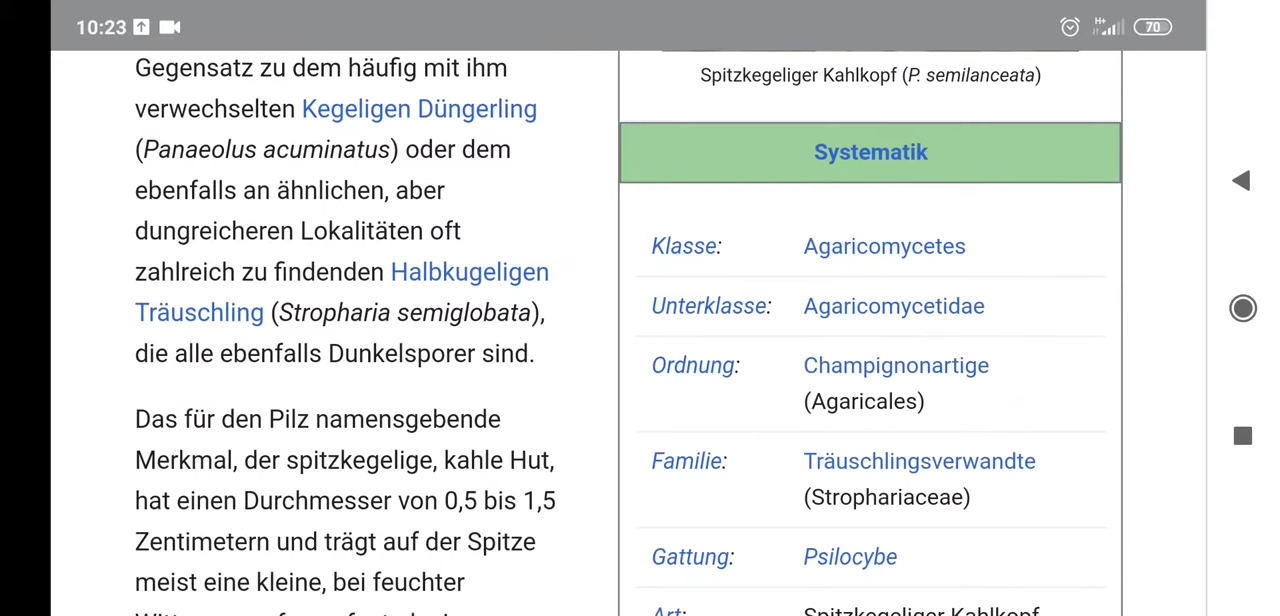 10:23
H+
70
Gegensatz zu dem häufig mit ihm
verwechselten Kegeligen Düngerling
(Panaeolus acuminatus) oder dem
ebenfalls an ähnlichen, aber
dungreicheren Lokalitäten oft
zahlreich zu findenden Halbkugeligen
Träuschling (Stropharia semiglobata),
die alle ebenfalls Dunkelsporer sind.
Das für den Pilz namensgebende
Merkmal, der spitzkegelige, kahle Hut,
hat einen Durchmesser von 0,5 bis 1,5
Zentimetern und trägt auf der Spitze
meist eine kleine, bei feuchter
Spitzkegeliger Kahlkopf (P. semilanceata)
Systematik
Klasse: Agaricomycetes
Unterklasse: Agaricomycetidae
Ordnung: Champignonartige
(Agaricales)
Familie: Träuschlingsverwandte
(Strophariaceae)
Gattung: Psilocybe
Art: Spitzkegeliger Kahlkopf